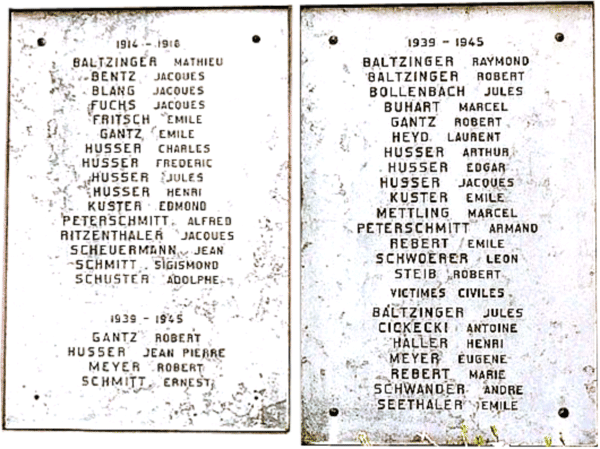 1914 - 1918
BALTZINGER MATHIEU
BENTZ JACQUES
BLANG JACQUES
FUCHS JACQUES
FRITSCH EMILE
GANTZ EMILE
HUSSER CHARLES
HUSSER FREDERIC
HUSSER JULES
HUSSER HENRI
KUSTER EDMOND
PETERSCHMITT ALFRED
RITZENTHALER JACQUES
SCHEUERMANN JEAN
SCHMITT SIGISMOND
SCHUSTER ADOLPHE
1939 - 1945
GANTZ ROBERT
HUSSER JEAN PIERRE
MEYER ROBERT
SCHMITT ERNEST
1939 - 1945
BALTZINGER RAYMOND
BALTZINGER ROBERT
BOLLENBACH JULES
BUHART MARCEL
GANTZ ROBERT
HEYD LAURENT
HUSSER ARTHUR
HUSSER EDGAR
HUSSER JACQUES
KUSTER EMILE
METTLING MARCEL
PETERSCHMITT ARMAND
REBERT EMILE
SCHWOERER LEON
STEIB ROBERT
VICTIMES CIVILES
BALTZINGER JULES
CICKECKI ANTOINE
HALLER HENRI
MEYER EUGENE
REBERT MARIE
SCHWANDER ANDRE
SEETHALER EMILE